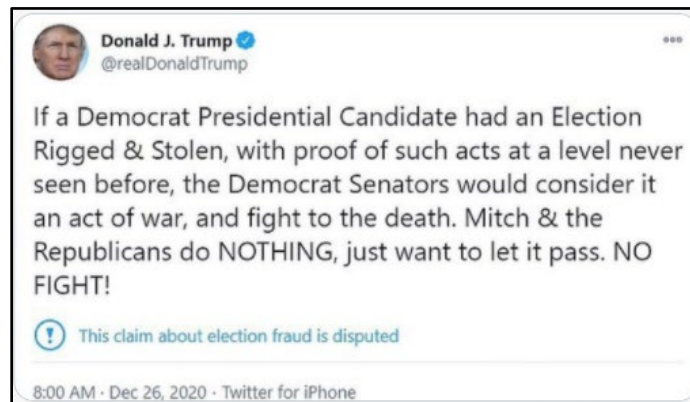 Donald J. Trump
@realDonaldTrump
If a Democrat Presidential Candidate had an Election
Rigged & Stolen, with proof of such acts at a level never
seen before, the Democrat Senators would consider it
an act of war, and fight to the death. Mitch & the
Republicans do NOTHING, just want to let it pass. NO
FIGHT!
This claim about election fraud is disputed
8:00 AM · Dec 26, 2020 · Twitter for iPhone